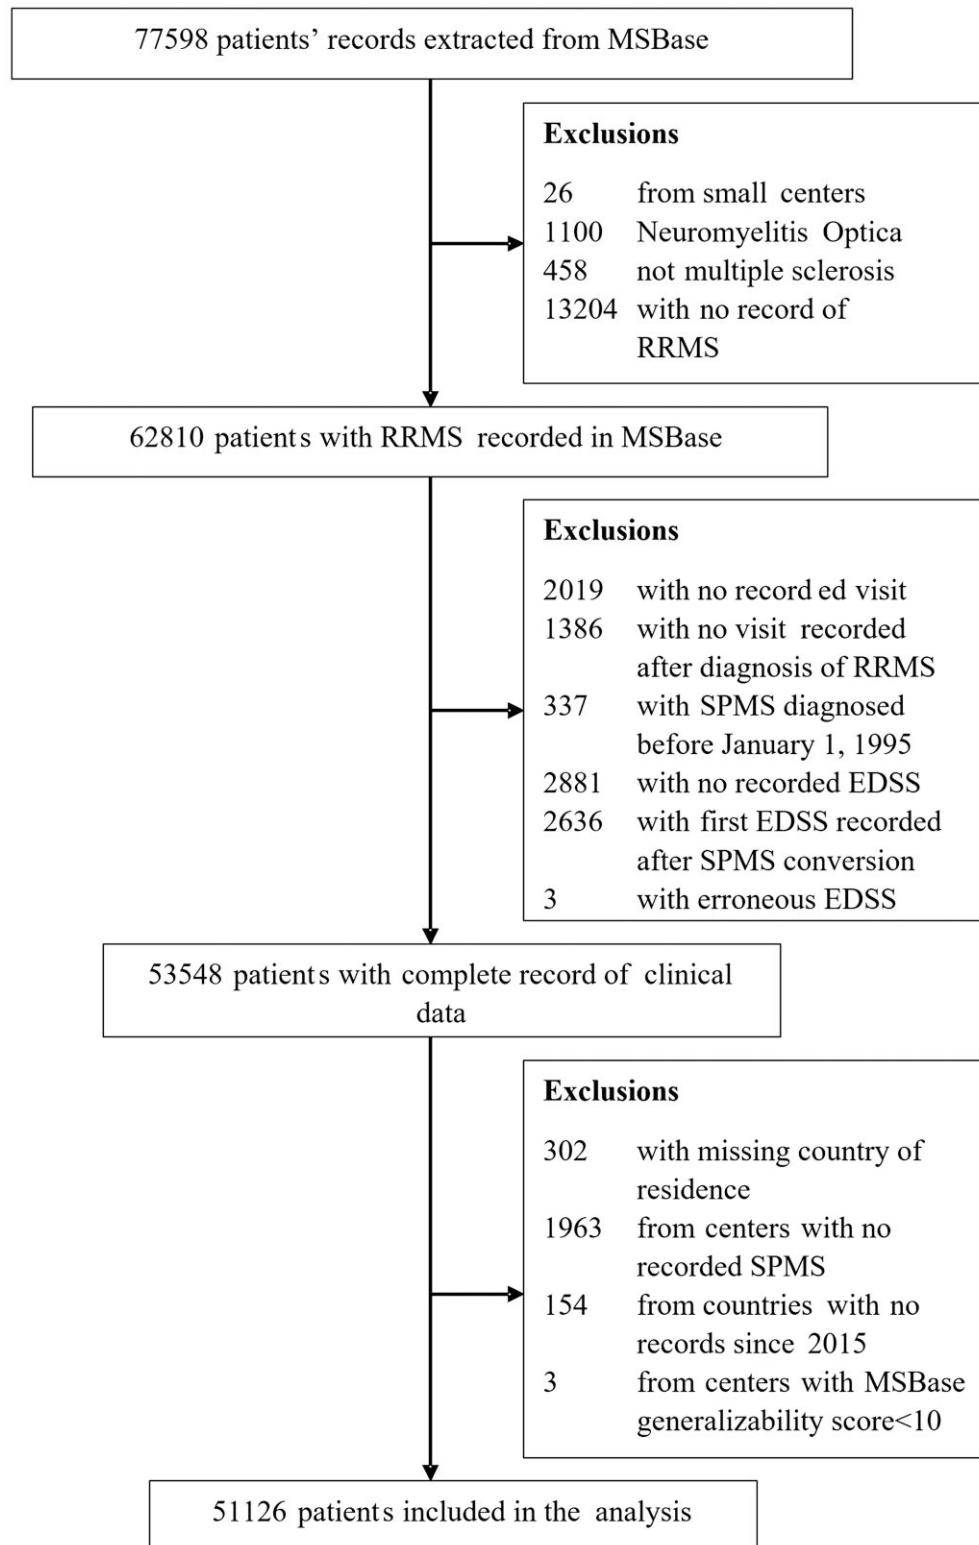 77598 patients’ records extracted from MSBase
Exclusions
26 from small centers
1100 Neuromyelitis Optica
458 not multiple sclerosis
13204 with no record of
RRMS
62810 patients with RRMS recorded in MSBase
Exclusions
2019 with no record ed visit
1386 with no visit recorded
after diagnosis of RRMS
337 with SPMS diagnosed
before January 1, 1995
2881 with no recorded EDSS
2636 with first EDSS recorded
after SPMS conversion
3 with erroneous EDSS
53548 patients with complete record of clinical
data
Exclusions
302 with missing country of
residence
1963 from centers with no
recorded SPMS
154 from countries with no
records since 2015
3 from centers with MSBase
generalizability score<10
51126 patients included in the analysis